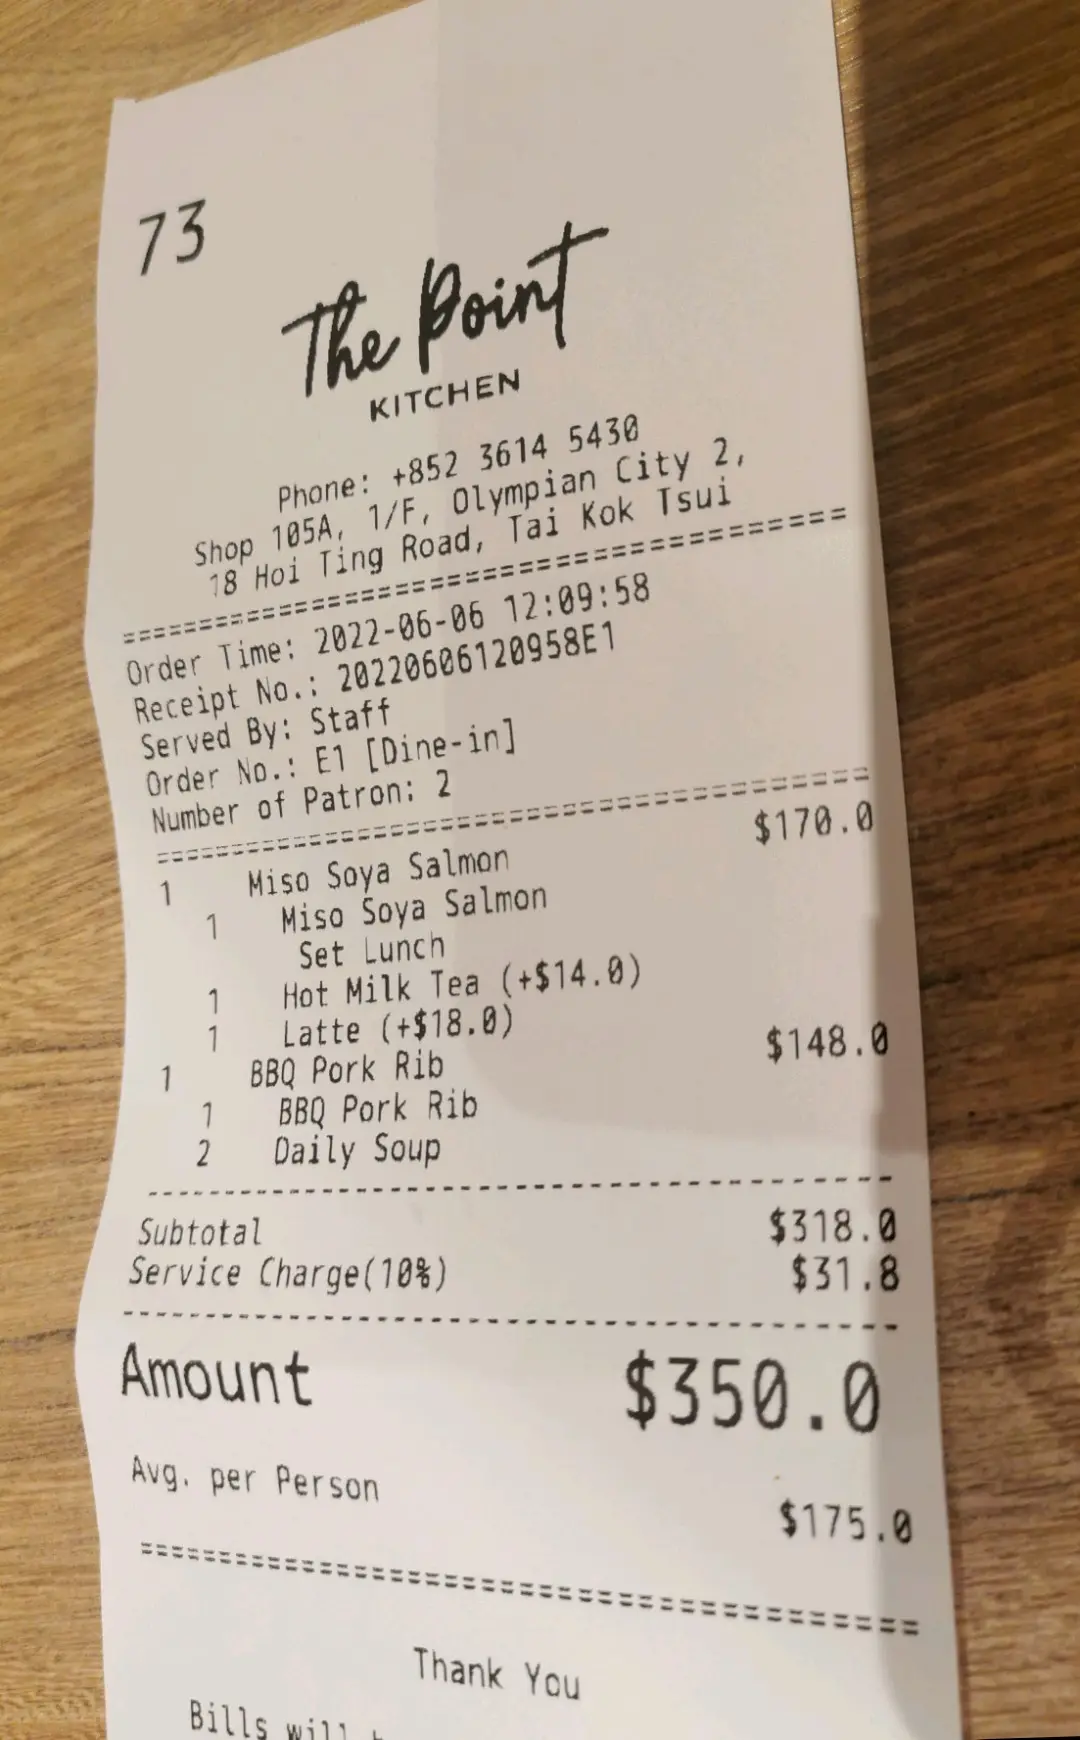 73
The Point
KITCHEN
Phone: +852 3614 5430
Shop 105A, 1/F, Olympian City 2,
18 Hoi Ting Road, Tai Kok Tsui
========================================
Order Time: 2022-06-06 12:09:58
Receipt No.: 20220606120958E1
Served By: Staff
Order No.: E1 [Dine-in]
Number of Patron: 2
========================================
1 Miso Soya Salmon $170.0
1 Miso Soya Salmon
Set Lunch
1 Hot Milk Tea (+$14.0)
1 Latte (+$18.0)
1 BBQ Pork Rib $148.0
1 BBQ Pork Rib
2 Daily Soup
----------------------------------------
Subtotal $318.0
Service Charge(10%) $31.8
----------------------------------------
Amount $350.0
Avg. per Person $175.0
========================================
Thank You
Bills will